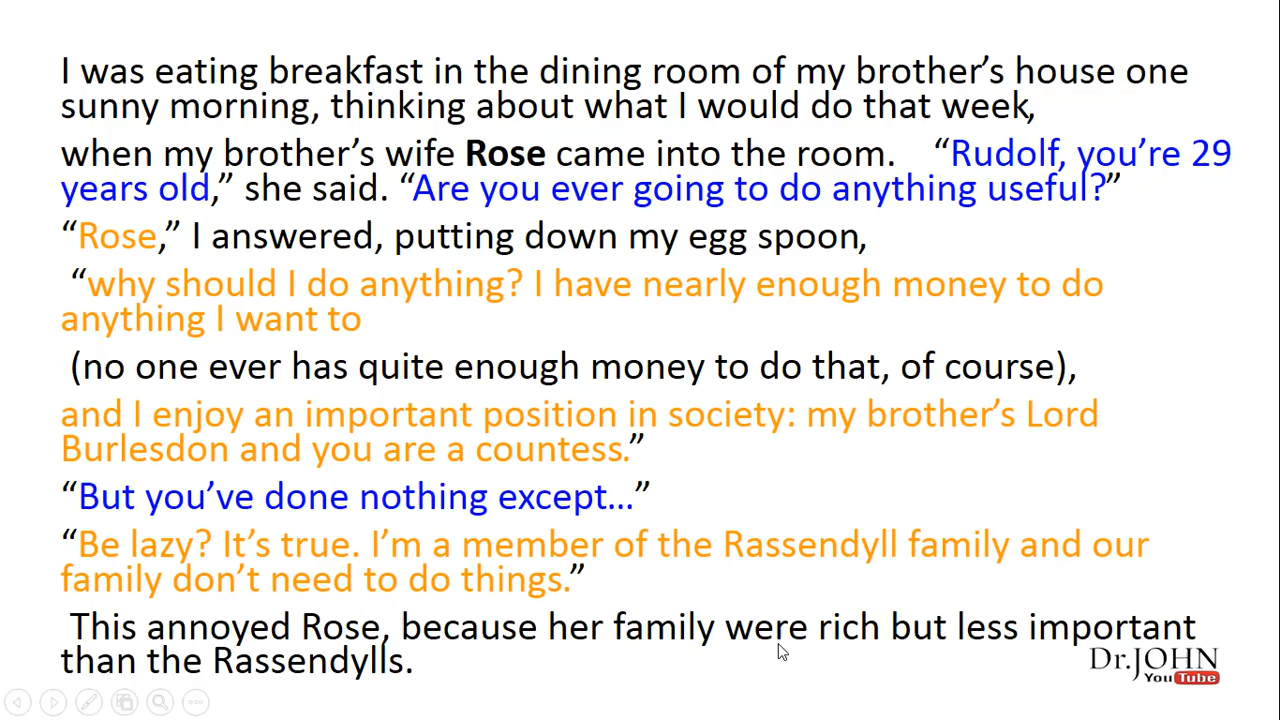 I was eating breakfast in the dining room of my brother’s house one
sunny morning, thinking about what I would do that week,
when my brother’s wife Rose came into the room. “Rudolf, you’re 29
years old,” she said. “Are you ever going to do anything useful?”
“Rose,” I answered, putting down my egg spoon,
“why should I do anything? I have nearly enough money to do
anything I want to
(no one ever has quite enough money to do that, of course),
and I enjoy an important position in society: my brother’s Lord
Burlesdon and you are a countess.”
“But you’ve done nothing except…”
“Be lazy? It’s true. I’m a member of the Rassendyll family and our
family don’t need to do things.”
This annoyed Rose, because her family were rich but less important
than the Rassendylls.
Dr.JOHN
YouTube